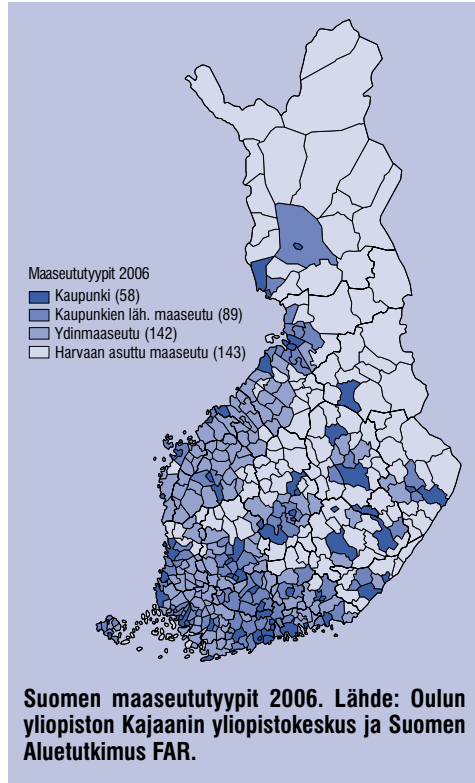 Maaseututyypit 2006
Kaupunki (58)
Kaupunkien läh. maaseutu (89)
Ydinmaaseutu (142)
Harvaan asuttu maaseutu (143)
Suomen maaseututyypit 2006. Lähde: Oulun
yliopiston Kajaanin yliopistokeskus ja Suomen
Aluetutkimus FAR.